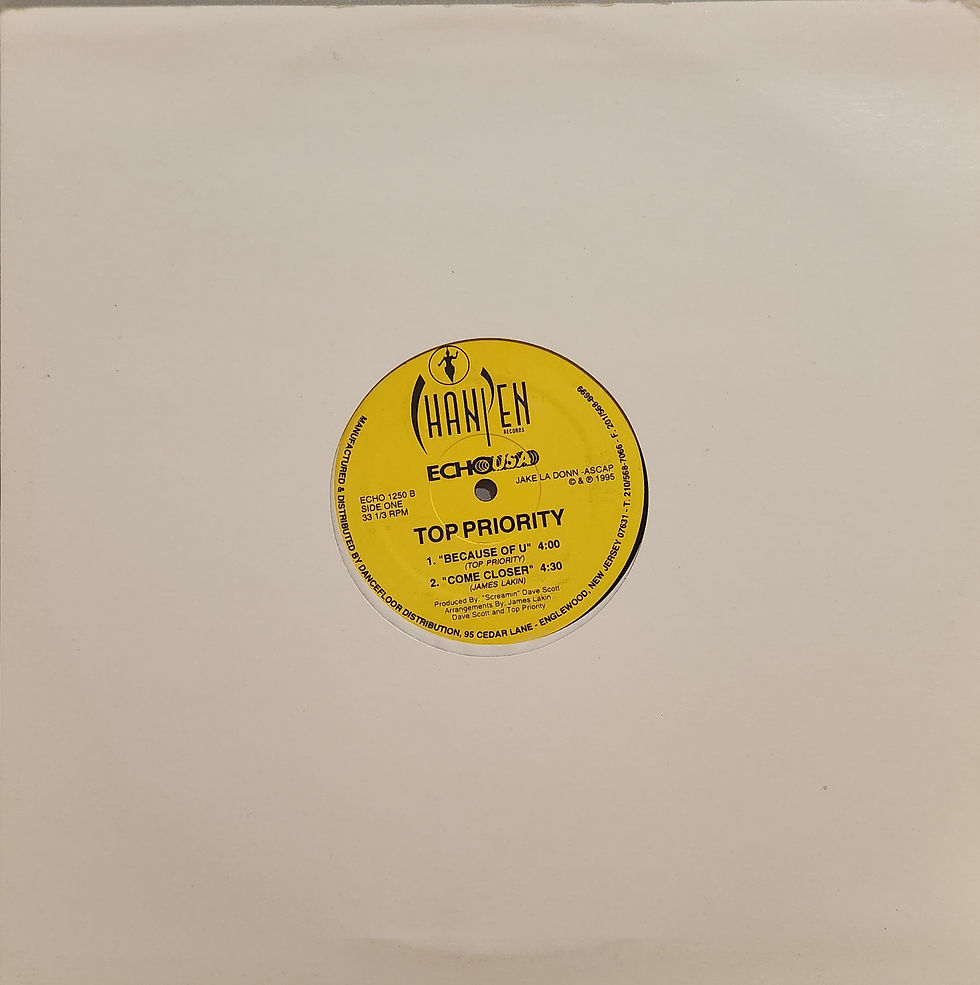 CHANPEN
RECORDS
ECHO USA
JAKE LA DONN -ASCAP
© & ℗ 1995
ECHO 1250 B
SIDE ONE
33 1/3 RPM
TOP PRIORITY
1. "BECAUSE OF U" 4:00
(TOP PRIORITY)
2. "COME CLOSER" 4:30
(JAMES LAKIN)
Produced By: "Screamin" Dave Scott
Arrangements By: James Lakin
Dave Scott and Top Priority
MANUFACTURED & DISTRIBUTED BY DANCEFLOOR DISTRIBUTION, 95 CEDAR LANE - ENGLEWOOD, NEW JERSEY 07631 - T. 210/568-7066 - F. 201/568-8699